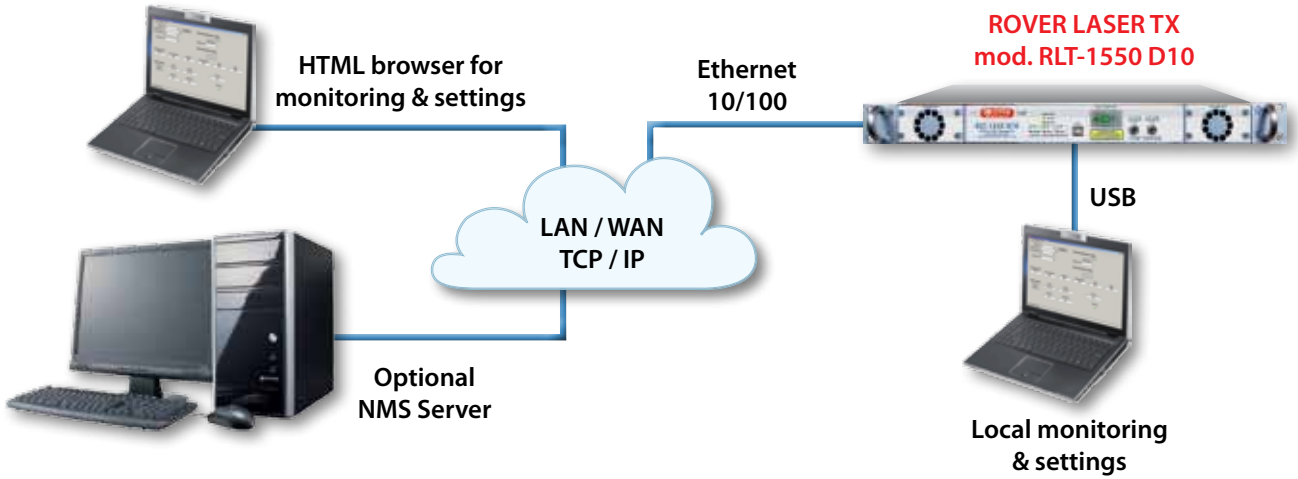 ROVER LASER TX
mod. RLT-1550 D10
HTML browser for
monitoring & settings
Ethernet
10/100
USB
LAN / WAN
TCP / IP
Optional
NMS Server
Local monitoring
& settings